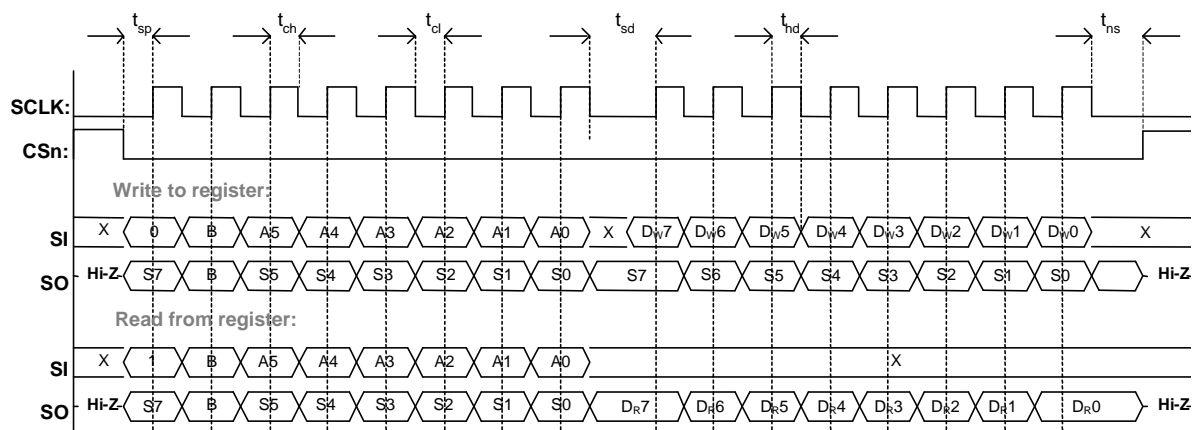 tsp tch tcl tsd thd tns
SCLK:
CSn:
Write to register:
SI X 0 B A5 A4 A3 A2 A1 A0 X DW7 DW6 DW5 DW4 DW3 DW2 DW1 DW0 X
SO Hi-Z S7 B S5 S4 S3 S2 S1 S0 S7 S6 S5 S4 S3 S2 S1 S0 Hi-Z
Read from register:
SI X 1 B A5 A4 A3 A2 A1 A0 X
SO Hi-Z S7 B S5 S4 S3 S2 S1 S0 DR7 DR6 DR5 DR4 DR3 DR2 DR1 DR0 Hi-Z